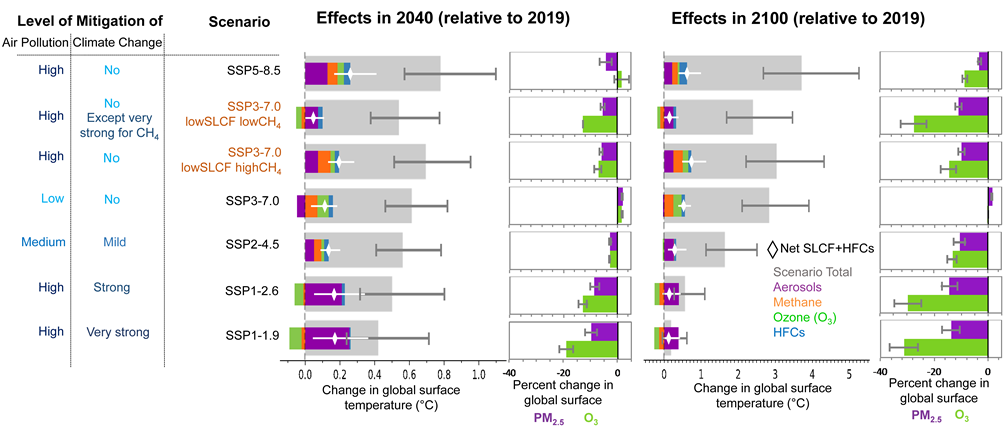 Level of Mitigation of
Scenario
Effects in 2040 (relative to 2019)
Effects in 2100 (relative to 2019)
Air Pollution
Climate Change
High
No
SSP5-8.5
High
No
Except very
strong for CH4
SSP3-7.0
lowSLCF lowCH4
High
No
SSP3-7.0
lowSLCF highCH4
Low
No
SSP3-7.0
Medium
Mild
SSP2-4.5
High
Strong
SSP1-2.6
High
Very strong
SSP1-1.9
Net SLCF+HFCs
Scenario Total
Aerosols
Methane
Ozone (O3)
HFCs
0.0 0.2 0.4 0.6 0.8 1.0
Change in global surface
temperature (°C)
-40 -20 0
Percent change in
global surface
PM2.5 O3
0 1 2 3 4 5
Change in global surface
temperature (°C)
-40 -20 0
Percent change in
global surface
PM2.5 O3